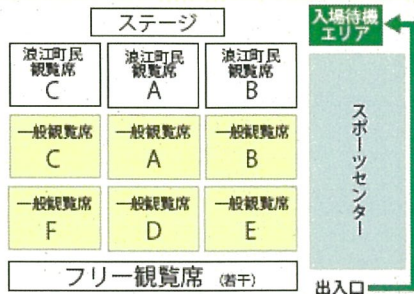 ステージ
入場待機
エリア
浪江町民
観覧席
C
浪江町民
観覧席
A
浪江町民
観覧席
B
一般観覧席
C
一般観覧席
A
一般観覧席
B
スポーツセンター
一般観覧席
F
一般観覧席
D
一般観覧席
E
フリー観覧席 (若干)
出入口